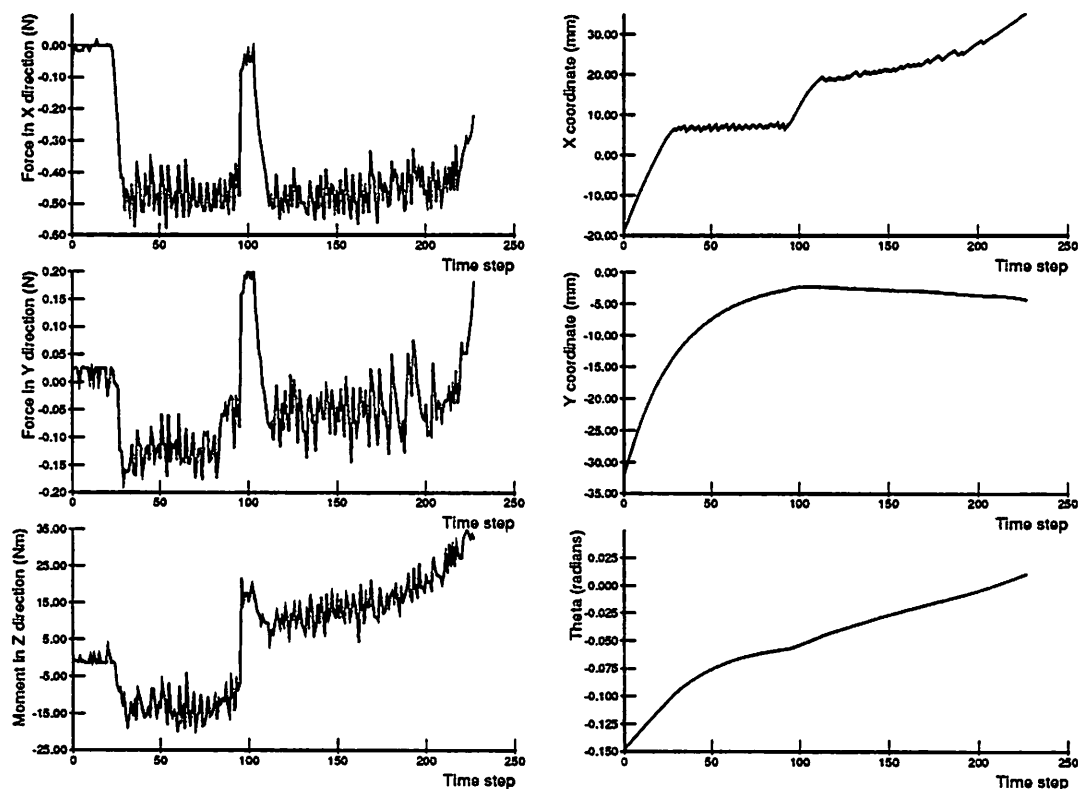 Force in X direction (N)
0.00
-0.10
-0.20
-0.30
-0.40
-0.50
-0.60
0 50 100 150 200 250
Time step
X coordinate (mm)
30.00
20.00
10.00
0.00
-10.00
-20.00
0 50 100 150 200 250
Time step
Force in Y direction (N)
0.20
0.15
0.10
0.05
0.00
-0.05
-0.10
-0.15
-0.20
0 50 100 150 200 250
Time step
Y coordinate (mm)
0.00
-5.00
-10.00
-15.00
-20.00
-25.00
-30.00
-35.00
0 50 100 150 200 250
Time step
Moment in Z direction (Nm)
35.00
25.00
15.00
5.00
-5.00
-15.00
-25.00
0 50 100 150 200 250
Time step
Theta (radians)
0.025
0.000
-0.025
-0.050
-0.075
-0.100
-0.125
-0.150
0 50 100 150 200 250
Time step